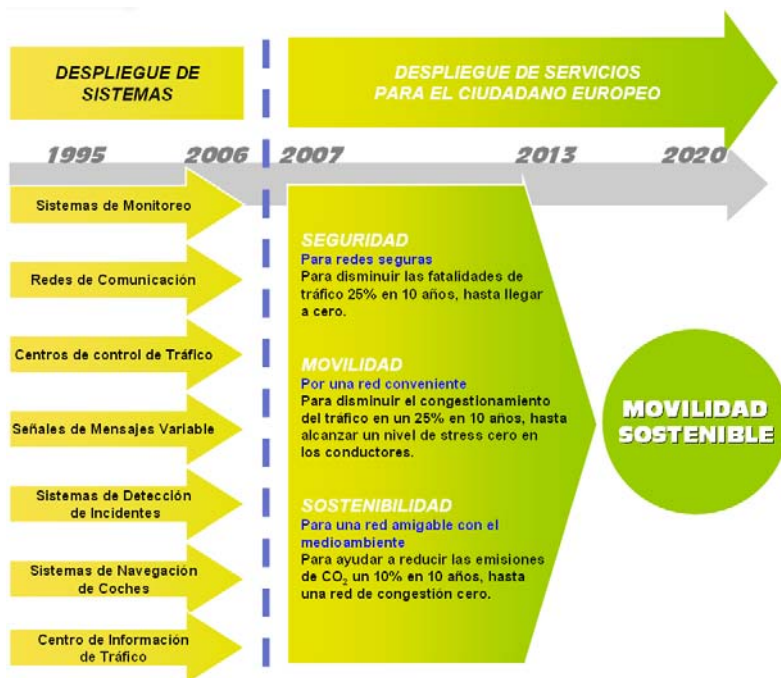 DESPLIEGUE DE
SISTEMAS
DESPLIEGUE DE SERVICIOS
PARA EL CIUDADANO EUROPEO
1995
2006
2007
2013
2020
Sistemas de Monitoreo
Redes de Comunicación
Centros de control de Tráfico
Señales de Mensajes Variable
Sistemas de Detección
de Incidentes
Sistemas de Navegación
de Coches
Centro de Información
de Tráfico
SEGURIDAD
Para redes seguras
Para disminuir las fatalidades de
tráfico 25% en 10 años, hasta llegar
a cero.
MOVILIDAD
Por una red conveniente
Para disminuir el congestionamiento
del tráfico en un 25% en 10 años, hasta
alcanzar un nivel de stress cero en
los conductores.
SOSTENIBILIDAD
Para una red amigable con el
medioambiente
Para ayudar a reducir las emisiones
de CO₂ un 10% en 10 años, hasta
una red de congestión cero.
MOVILIDAD
SOSTENIBLE